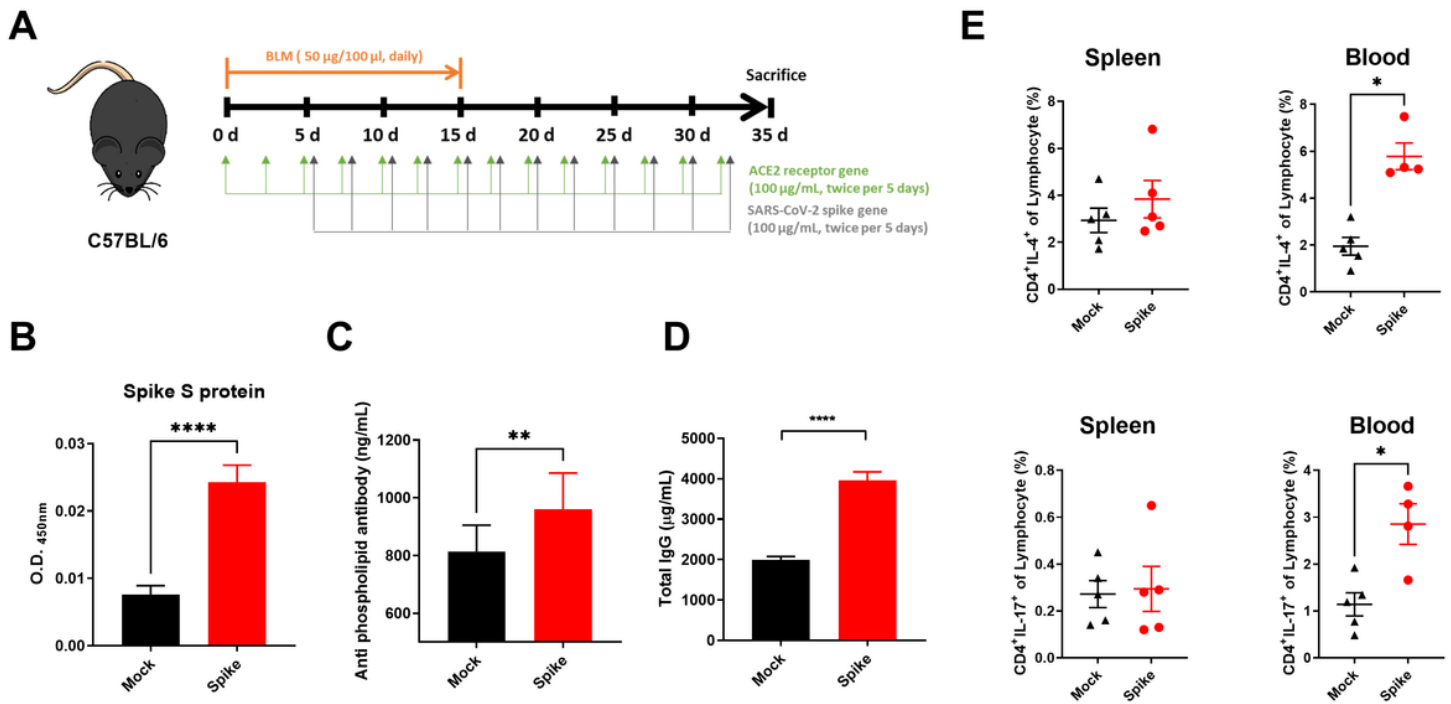 A
BLM ( 50 µg/100 µl, daily)
Sacrifice
0 d 5 d 10 d 15 d 20 d 25 d 30 d 35 d
ACE2 receptor gene
(100 µg/mL, twice per 5 days)
SARS-CoV-2 spike gene
(100 µg/mL, twice per 5 days)
C57BL/6
B
Spike S protein
****
O.D. 450nm
0.03
0.02
0.01
0.00
Mock
Spike
C
**
Anti phospholipid antibody (ng/mL)
1200
1000
800
600
Mock
Spike
D
****
Total IgG (µg/mL)
5000
4000
3000
2000
1000
0
Mock
Spike
E
Spleen
CD4+IL-4+ of Lymphocyte (%)
8
6
4
2
0
Mock
Spike
Blood
*
CD4+IL-4+ of Lymphocyte (%)
8
6
4
2
0
Mock
Spike
Spleen
CD4+IL-17+ of Lymphocyte (%)
0.8
0.6
0.4
0.2
0.0
Mock
Spike
Blood
*
CD4+IL-17+ of Lymphocyte (%)
4
3
2
1
0
Mock
Spike